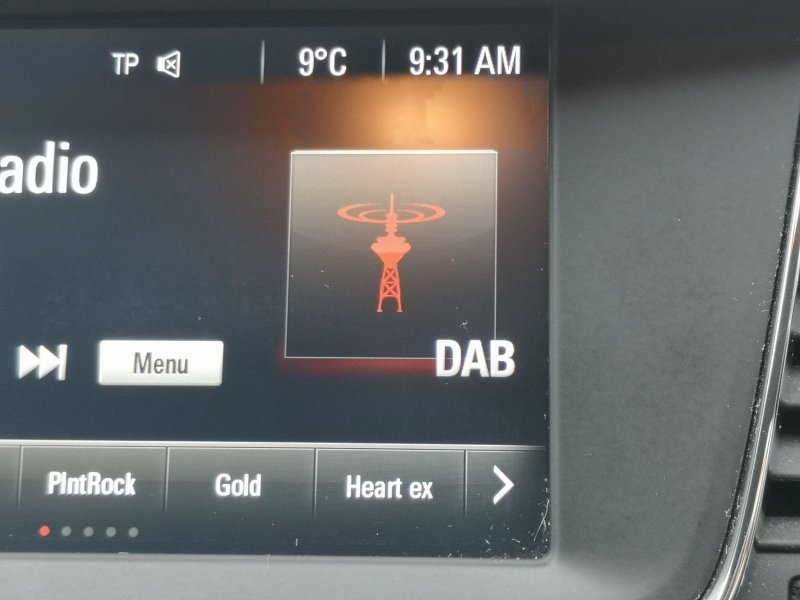 TP 9°C 9:31 AM
adio
Menu
DAB
PlntRock Gold Heart ex